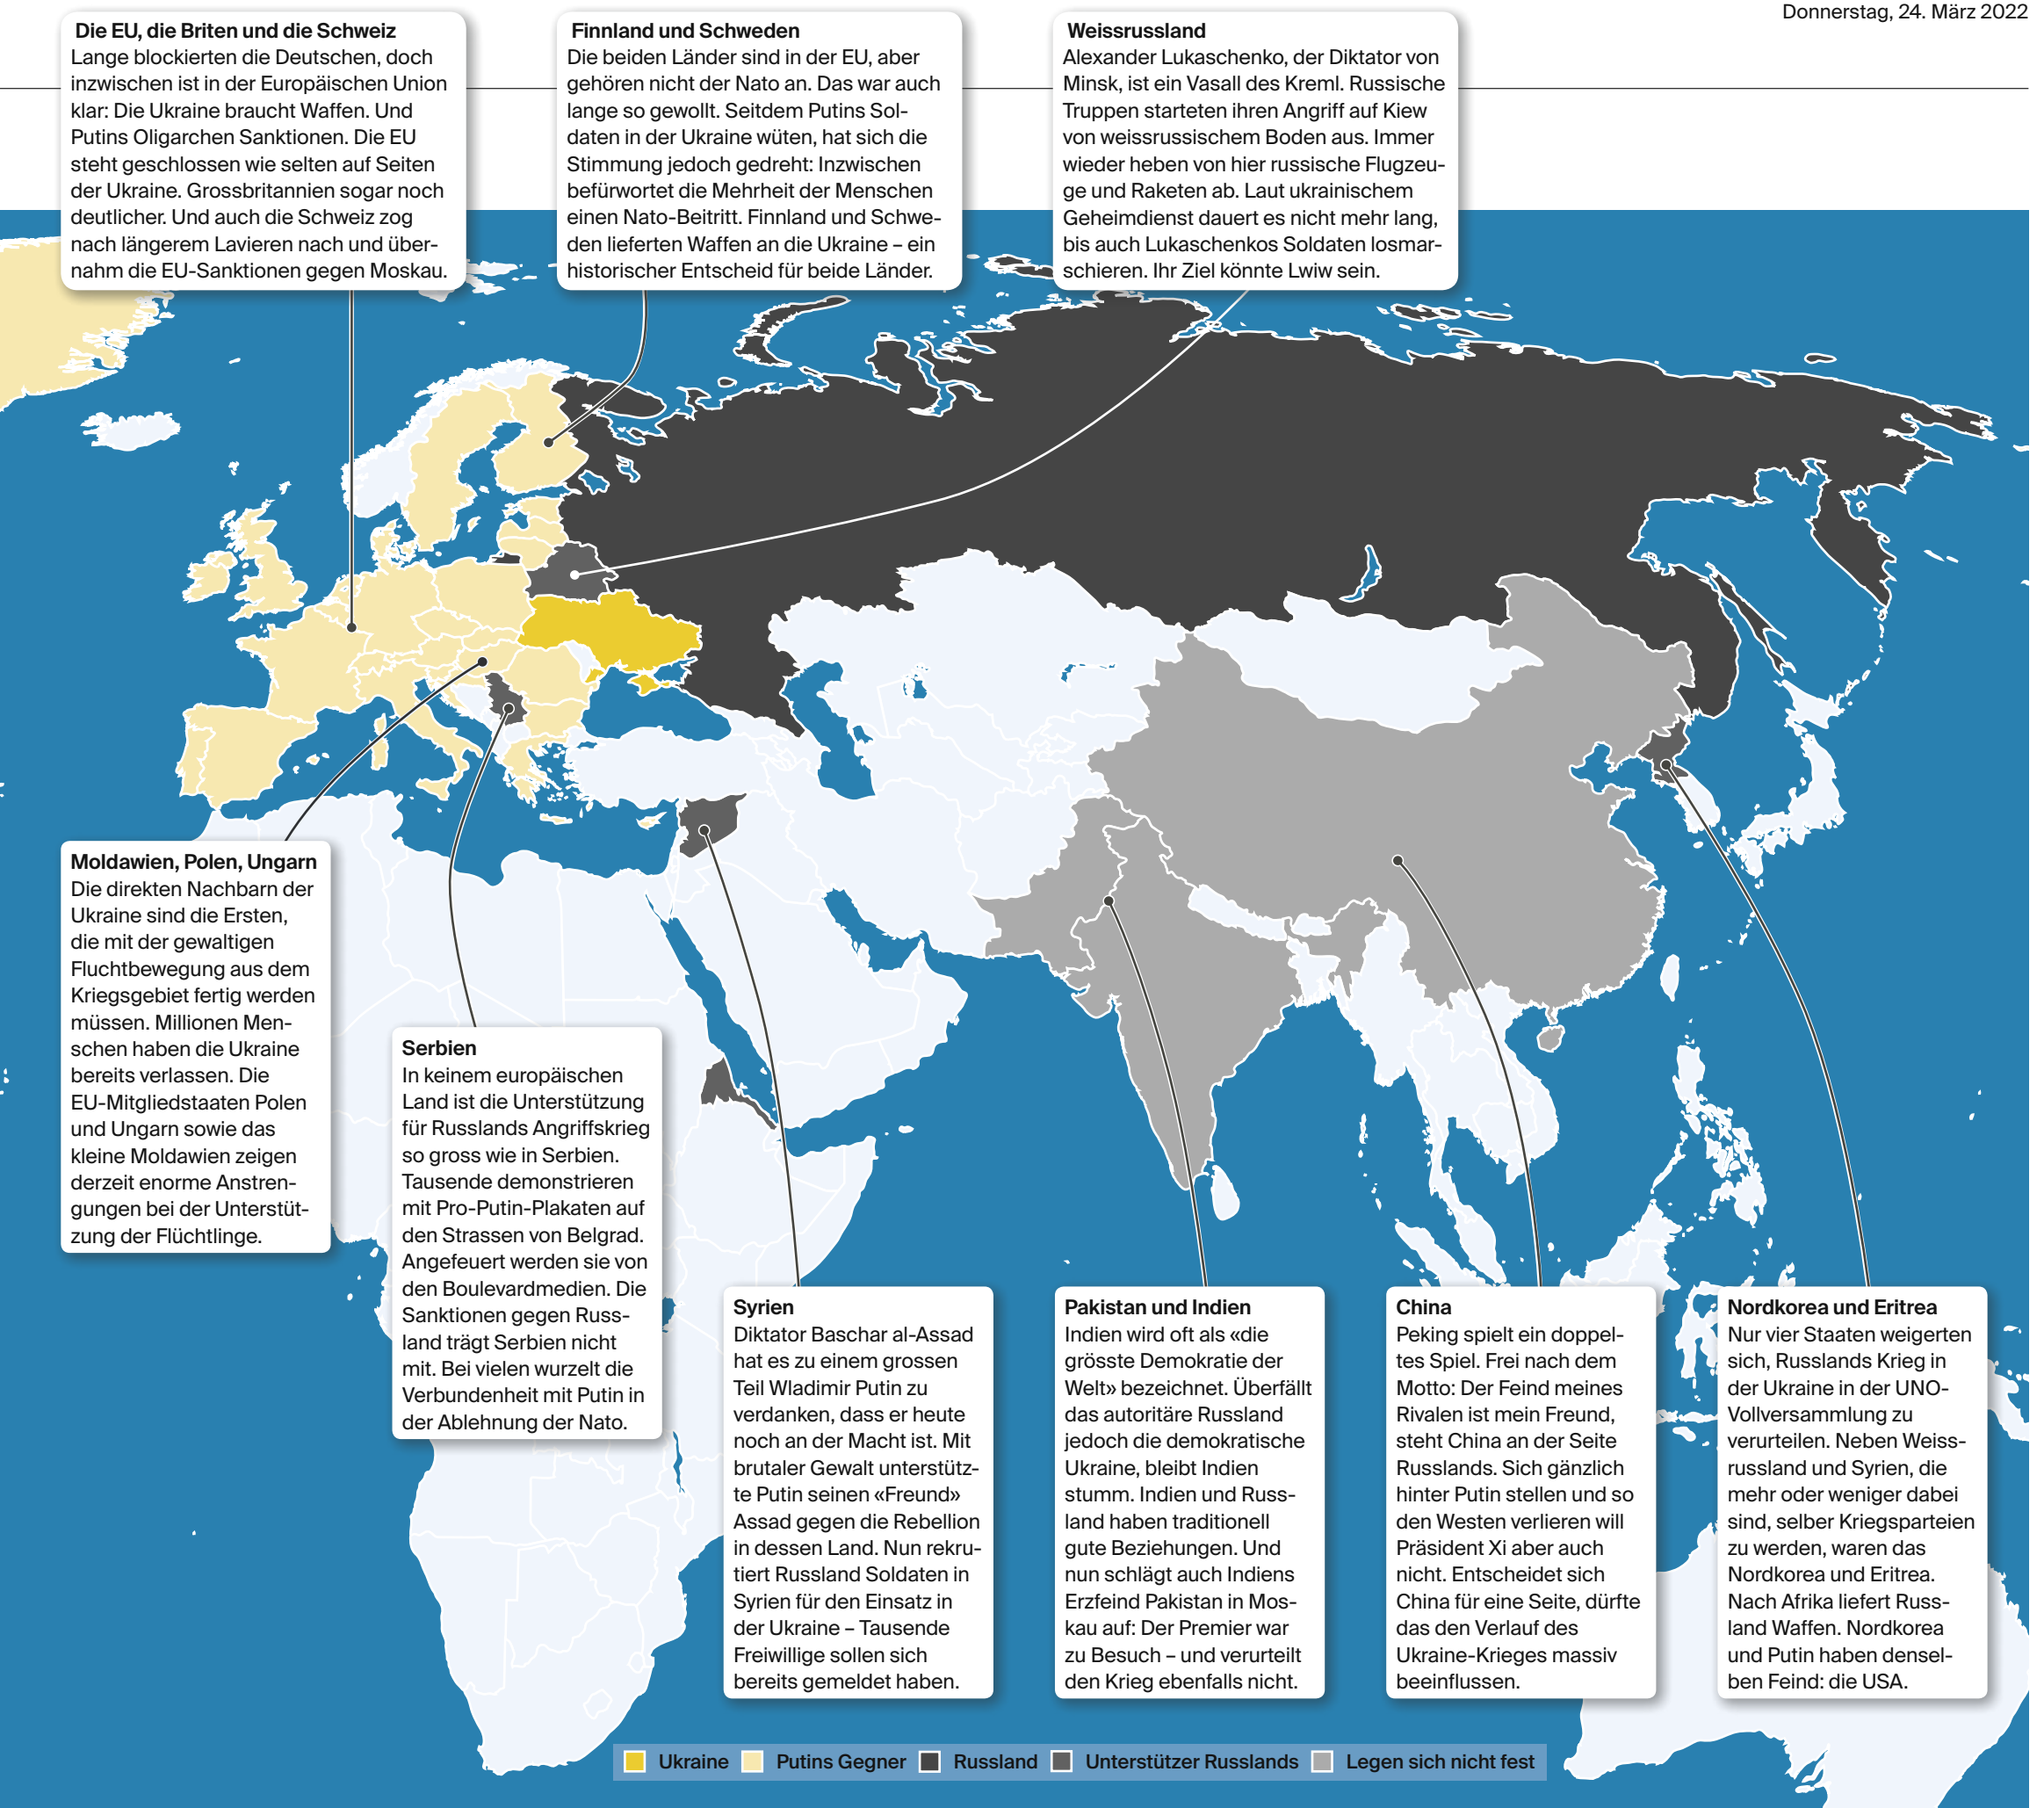 Donnerstag, 24. März 2022
Die EU, die Briten und die Schweiz
Lange blockierten die Deutschen, doch
inzwischen ist in der Europäischen Union
klar: Die Ukraine braucht Waffen. Und
Putins Oligarchen Sanktionen. Die EU
steht geschlossen wie selten auf Seiten
der Ukraine. Grossbritannien sogar noch
deutlicher. Und auch die Schweiz zog
nach längerem Lavieren nach und über-
nahm die EU-Sanktionen gegen Moskau.
Finnland und Schweden
Die beiden Länder sind in der EU, aber
gehören nicht der Nato an. Das war auch
lange so gewollt. Seitdem Putins Sol-
daten in der Ukraine wüten, hat sich die
Stimmung jedoch gedreht: Inzwischen
befürwortet die Mehrheit der Menschen
einen Nato-Beitritt. Finnland und Schwe-
den lieferten Waffen an die Ukraine – ein
historischer Entscheid für beide Länder.
Weissrussland
Alexander Lukaschenko, der Diktator von
Minsk, ist ein Vasall des Kreml. Russische
Truppen starteten ihren Angriff auf Kiew
von weissrussischem Boden aus. Immer
wieder heben von hier russische Flugzeu-
ge und Raketen ab. Laut ukrainischem
Geheimdienst dauert es nicht mehr lang,
bis auch Lukaschenkos Soldaten losmar-
schieren. Ihr Ziel könnte Lwiw sein.
Moldawien, Polen, Ungarn
Die direkten Nachbarn der
Ukraine sind die Ersten,
die mit der gewaltigen
Fluchtbewegung aus dem
Kriegsgebiet fertig werden
müssen. Millionen Men-
schen haben die Ukraine
bereits verlassen. Die
EU-Mitgliedstaaten Polen
und Ungarn sowie das
kleine Moldawien zeigen
derzeit enorme Anstren-
gungen bei der Unterstüt-
zung der Flüchtlinge.
Serbien
In keinem europäischen
Land ist die Unterstützung
für Russlands Angriffskrieg
so gross wie in Serbien.
Tausende demonstrieren
mit Pro-Putin-Plakaten auf
den Strassen von Belgrad.
Angefeuert werden sie von
den Boulevardmedien. Die
Sanktionen gegen Russ-
land trägt Serbien nicht
mit. Bei vielen wurzelt die
Verbundenheit mit Putin in
der Ablehnung der Nato.
Syrien
Diktator Baschar al-Assad
hat es zu einem grossen
Teil Wladimir Putin zu
verdanken, dass er heute
noch an der Macht ist. Mit
brutaler Gewalt unterstütz-
te Putin seinen «Freund»
Assad gegen die Rebellion
in dessen Land. Nun rekru-
tiert Russland Soldaten in
Syrien für den Einsatz in
der Ukraine – Tausende
Freiwillige sollen sich
bereits gemeldet haben.
Pakistan und Indien
Indien wird oft als «die
grösste Demokratie der
Welt» bezeichnet. Überfällt
das autoritäre Russland
jedoch die demokratische
Ukraine, bleibt Indien
stumm. Indien und Russ-
land haben traditionell
gute Beziehungen. Und
nun schlägt auch Indiens
Erzfeind Pakistan in Mos-
kau auf: Der Premier war
zu Besuch – und verurteilt
den Krieg ebenfalls nicht.
China
Peking spielt ein doppel-
tes Spiel. Frei nach dem
Motto: Der Feind meines
Rivalen ist mein Freund,
steht China an der Seite
Russlands. Sich gänzlich
hinter Putin stellen und so
den Westen verlieren will
Präsident Xi aber auch
nicht. Entscheidet sich
China für eine Seite, dürfte
das den Verlauf des
Ukraine-Krieges massiv
beeinflussen.
Nordkorea und Eritrea
Nur vier Staaten weigerten
sich, Russlands Krieg in
der Ukraine in der UNO-
Vollversammlung zu
verurteilen. Neben Weiss-
russland und Syrien, die
mehr oder weniger dabei
sind, selber Kriegsparteien
zu werden, waren das
Nordkorea und Eritrea.
Nach Afrika liefert Russ-
land Waffen. Nordkorea
und Putin haben densel-
ben Feind: die USA.
Ukraine Putins Gegner Russland Unterstützer Russlands Legen sich nicht fest